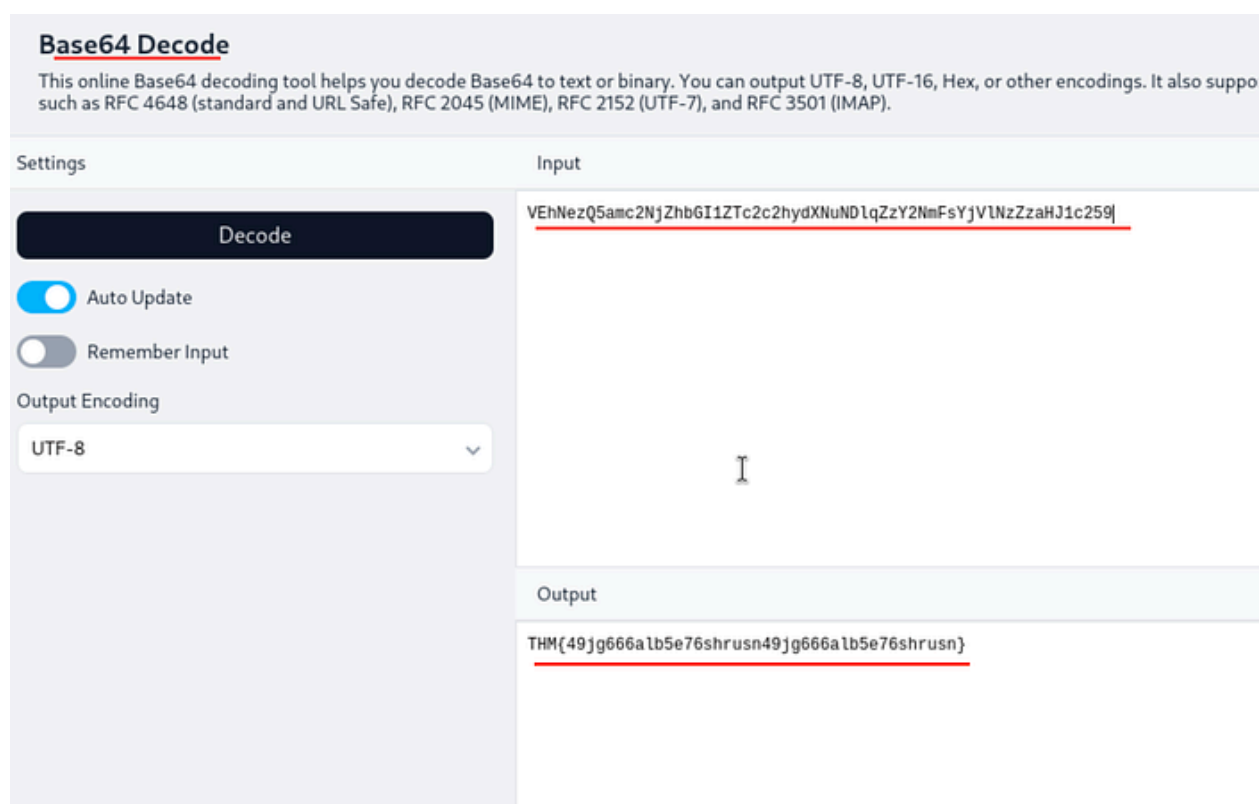 Base64 Decode
This online Base64 decoding tool helps you decode Base64 to text or binary. You can output UTF-8, UTF-16, Hex, or other encodings. It also suppo
such as RFC 4648 (standard and URL Safe), RFC 2045 (MIME), RFC 2152 (UTF-7), and RFC 3501 (IMAP).
Settings
Input
Decode
VEhNezQ5amc2NjZhbGI1ZTc2c2hydXNuNDlqZzY2NmFsYjVlNzZzaHJ1c259
Auto Update
Remember Input
Output Encoding
UTF-8
Output
THM{49jg666alb5e76shrusn49jg666alb5e76shrusn}